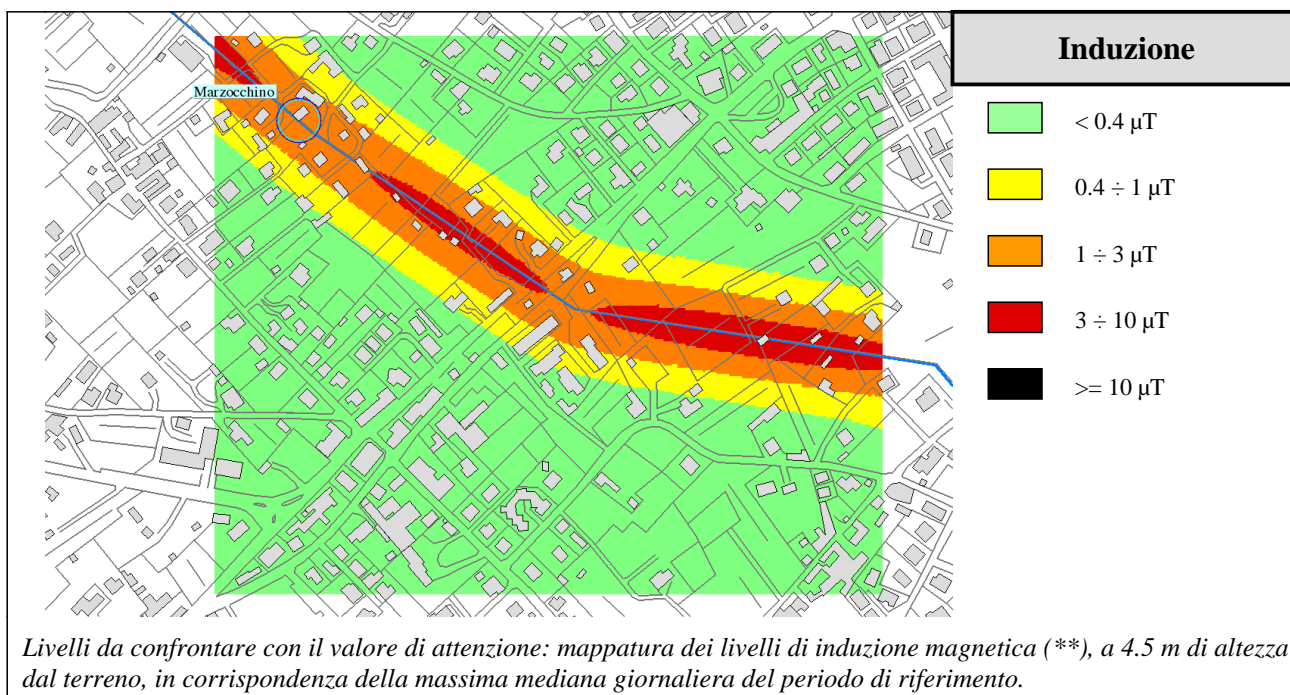 Induzione
Marzocchino
< 0.4 µT
0.4 ÷ 1 µT
1 ÷ 3 µT
3 ÷ 10 µT
>= 10 µT
Livelli da confrontare con il valore di attenzione: mappatura dei livelli di induzione magnetica (**), a 4.5 m di altezza
dal terreno, in corrispondenza della massima mediana giornaliera del periodo di riferimento.